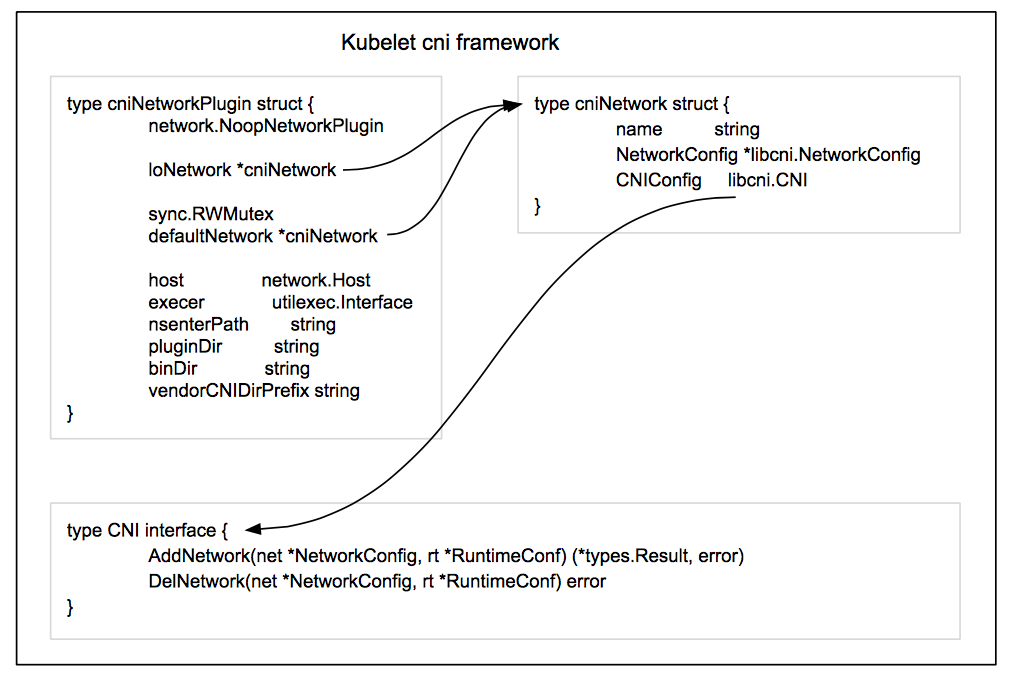 Kubelet cni framework
type cniNetworkPlugin struct {
network.NoopNetworkPlugin
loNetwork *cniNetwork
sync.RWMutex
defaultNetwork *cniNetwork
host network.Host
execer utilexec.Interface
nsenterPath string
pluginDir string
binDir string
vendorCNIDirPrefix string
}
type cniNetwork struct {
name string
NetworkConfig *libcni.NetworkConfig
CNIConfig libcni.CNI
}
type CNI interface {
AddNetwork(net *NetworkConfig, rt *RuntimeConf) (*types.Result, error)
DelNetwork(net *NetworkConfig, rt *RuntimeConf) error
}